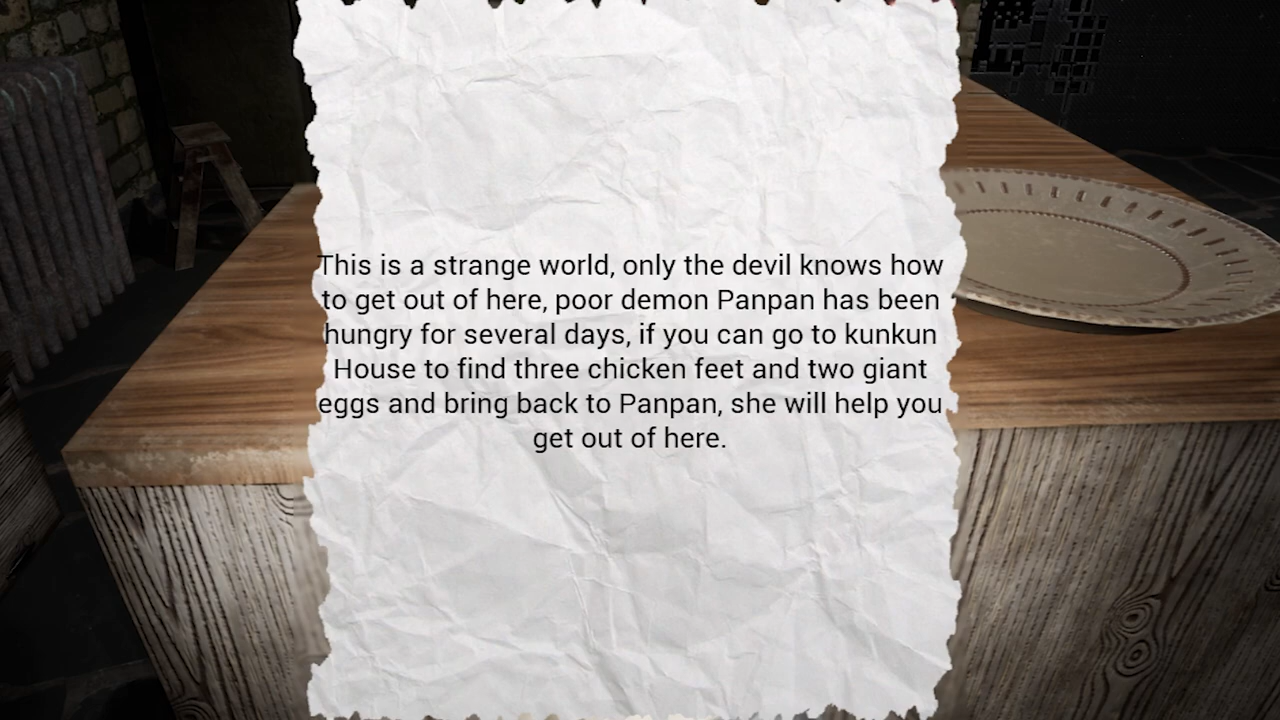 This is a strange world, only the devil knows how
to get out of here, poor demon Panpan has been
hungry for several days, if you can go to kunkun
House to find three chicken feet and two giant
eggs and bring back to Panpan, she will help you
get out of here.